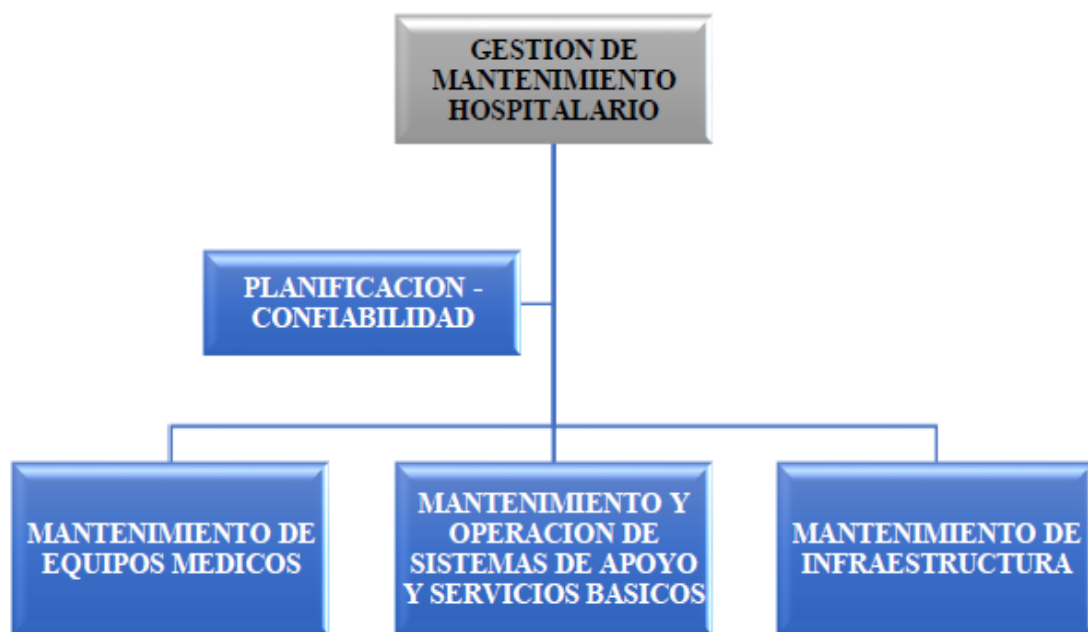 GESTION DE
MANTENIMIENTO
HOSPITALARIO
PLANIFICACION -
CONFIABILIDAD
MANTENIMIENTO DE
EQUIPOS MEDICOS
MANTENIMIENTO Y
OPERACION DE
SISTEMAS DE APOYO
Y SERVICIOS BASICOS
MANTENIMIENTO DE
INFRAESTRUCTURA